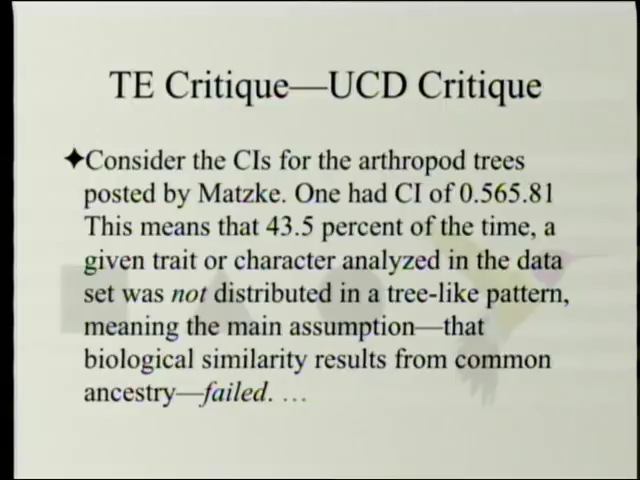 TE Critique—UCD Critique
✦Consider the CIs for the arthropod trees
posted by Matzke. One had CI of 0.565.81
This means that 43.5 percent of the time, a
given trait or character analyzed in the data
set was not distributed in a tree-like pattern,
meaning the main assumption—that
biological similarity results from common
ancestry—failed. …